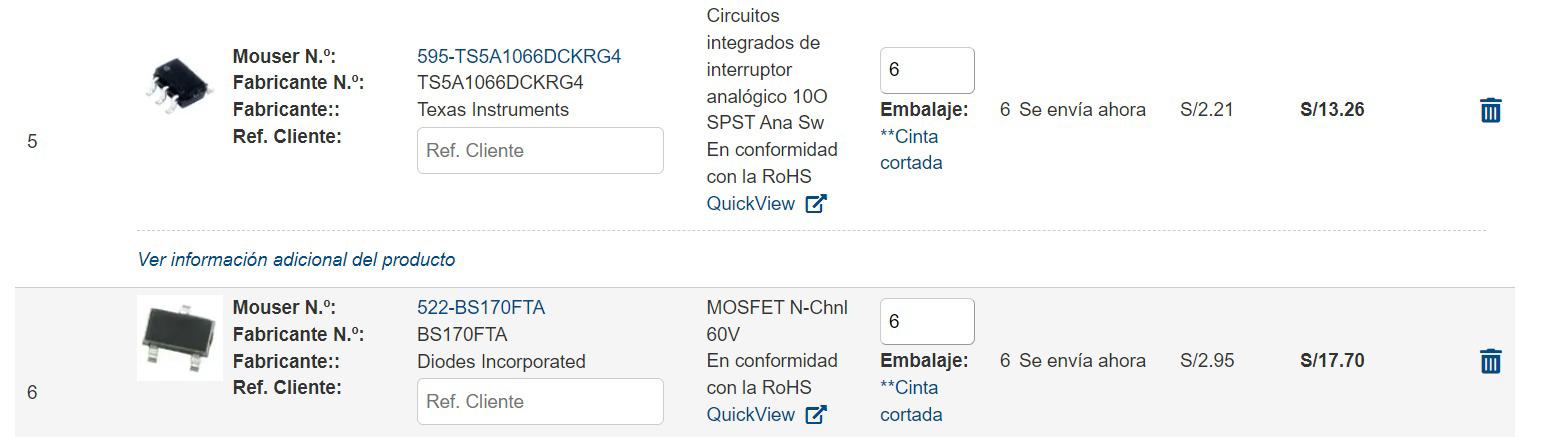 5
Mouser N.º: 595-TS5A1066DCKRG4
Fabricante N.º: TS5A1066DCKRG4
Fabricante:: Texas Instruments
Ref. Cliente: Ref. Cliente
Circuitos
integrados de
interruptor
analógico 10O
SPST Ana Sw
En conformidad
con la RoHS
QuickView
6
Embalaje:
**Cinta
cortada
6 Se envía ahora
S/2.21
S/13.26
Ver información adicional del producto
6
Mouser N.º: 522-BS170FTA
Fabricante N.º: BS170FTA
Fabricante:: Diodes Incorporated
Ref. Cliente: Ref. Cliente
MOSFET N-Chnl
60V
En conformidad
con la RoHS
QuickView
6
Embalaje:
**Cinta
cortada
6 Se envía ahora
S/2.95
S/17.70